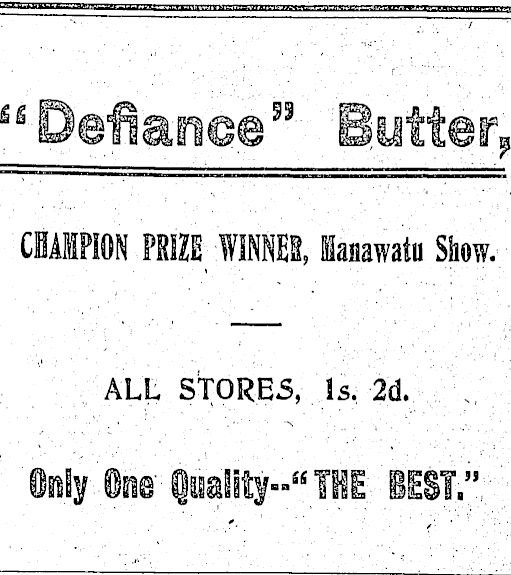 “Defiance” Butter,
CHAMPION PRIZE WINNER, Manawatu Show.
ALL STORES, 1s. 2d.
Only One Quality--“THE BEST.”